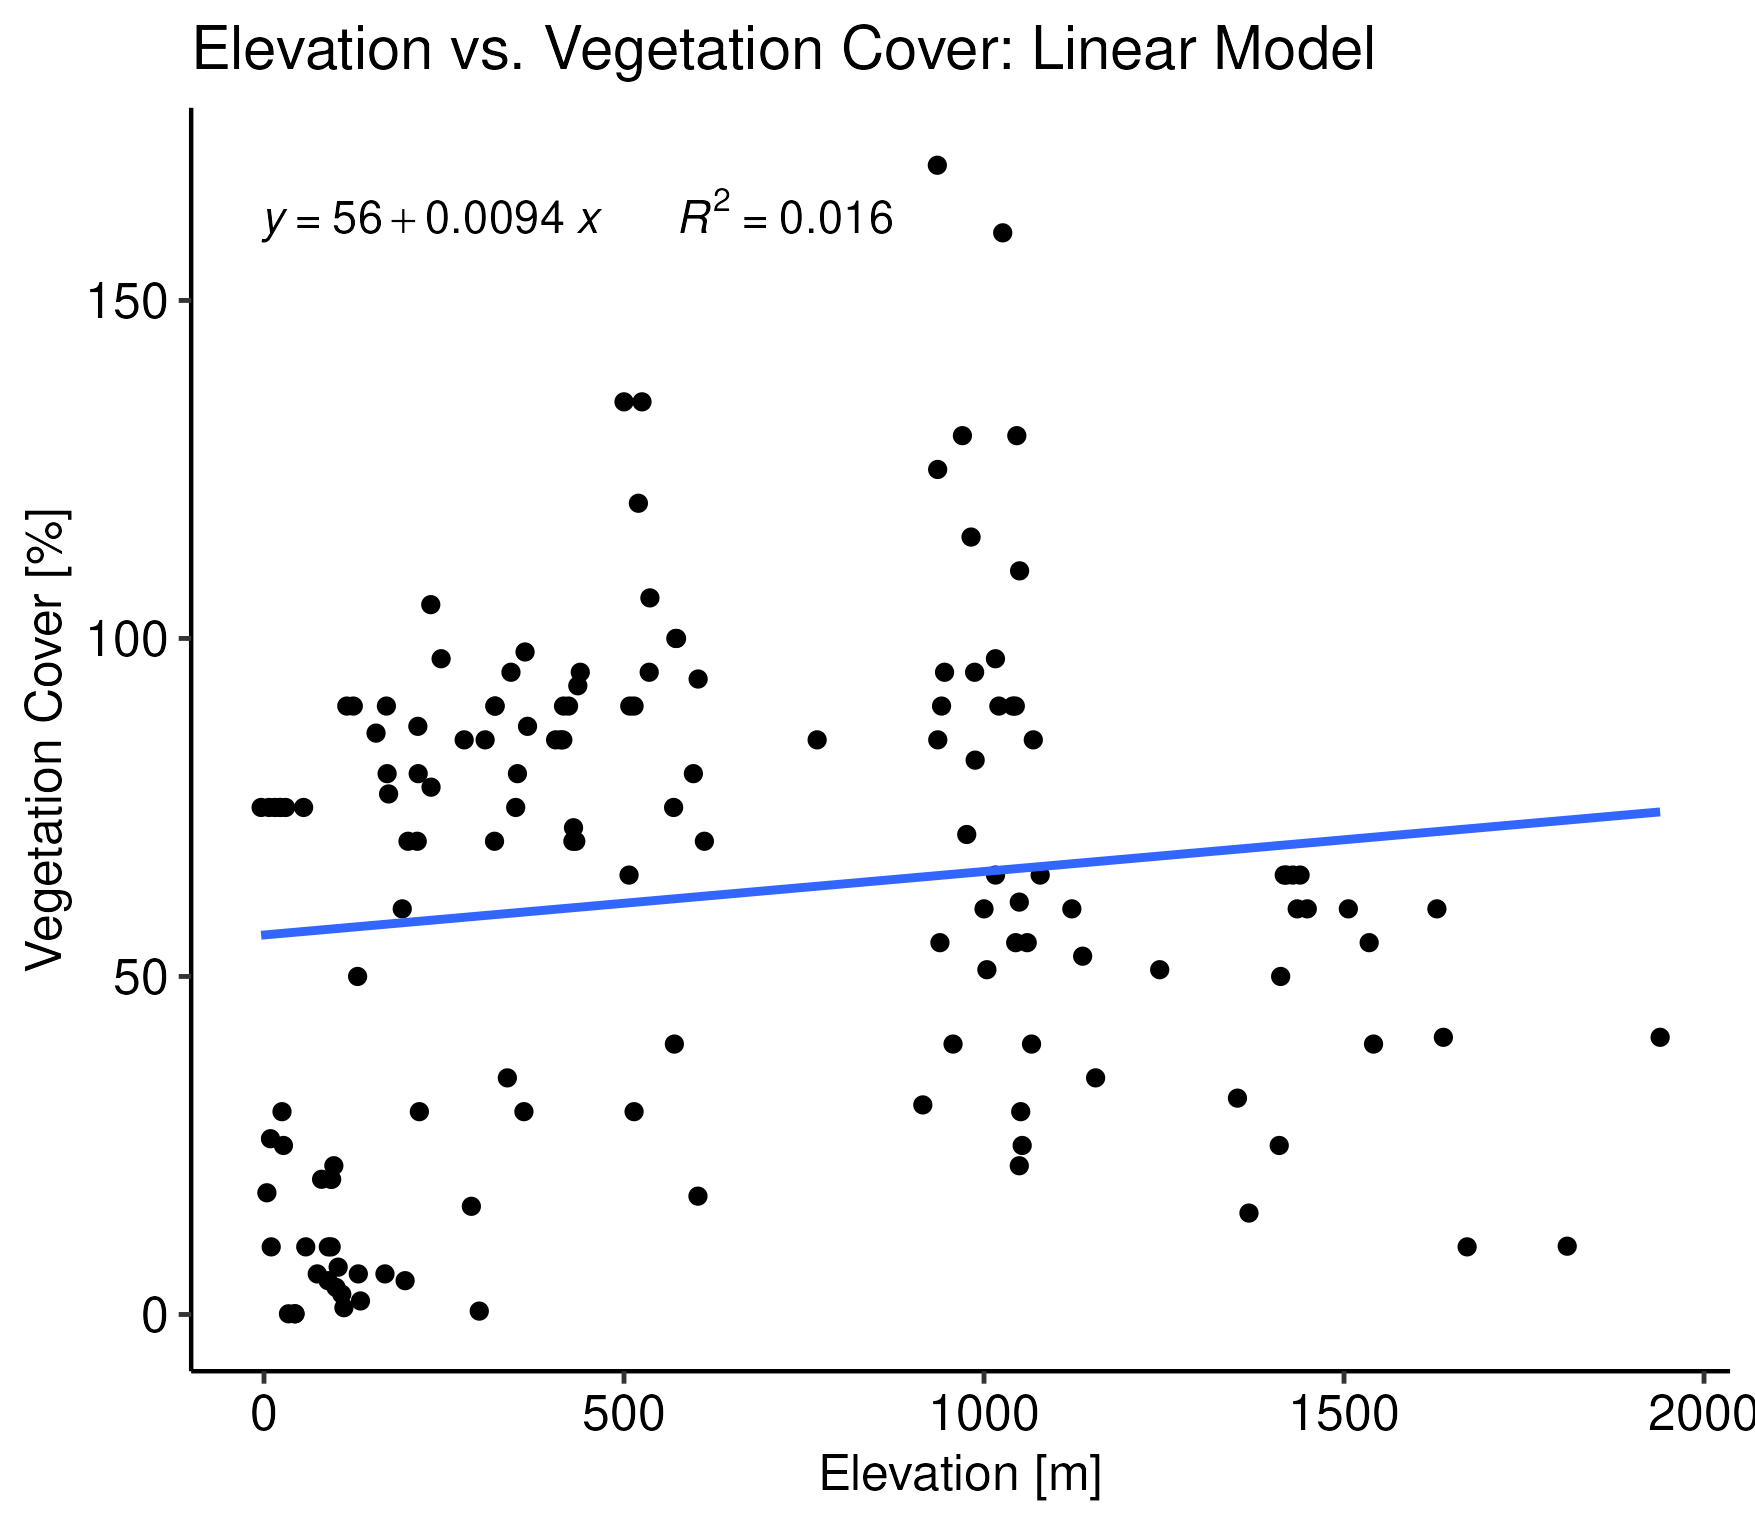 Elevation vs. Vegetation Cover: Linear Model
y = 56 + 0.0094 x R² = 0.016
Vegetation Cover [%]
150
100
50
0
0 500 1000 1500 2000
Elevation [m]